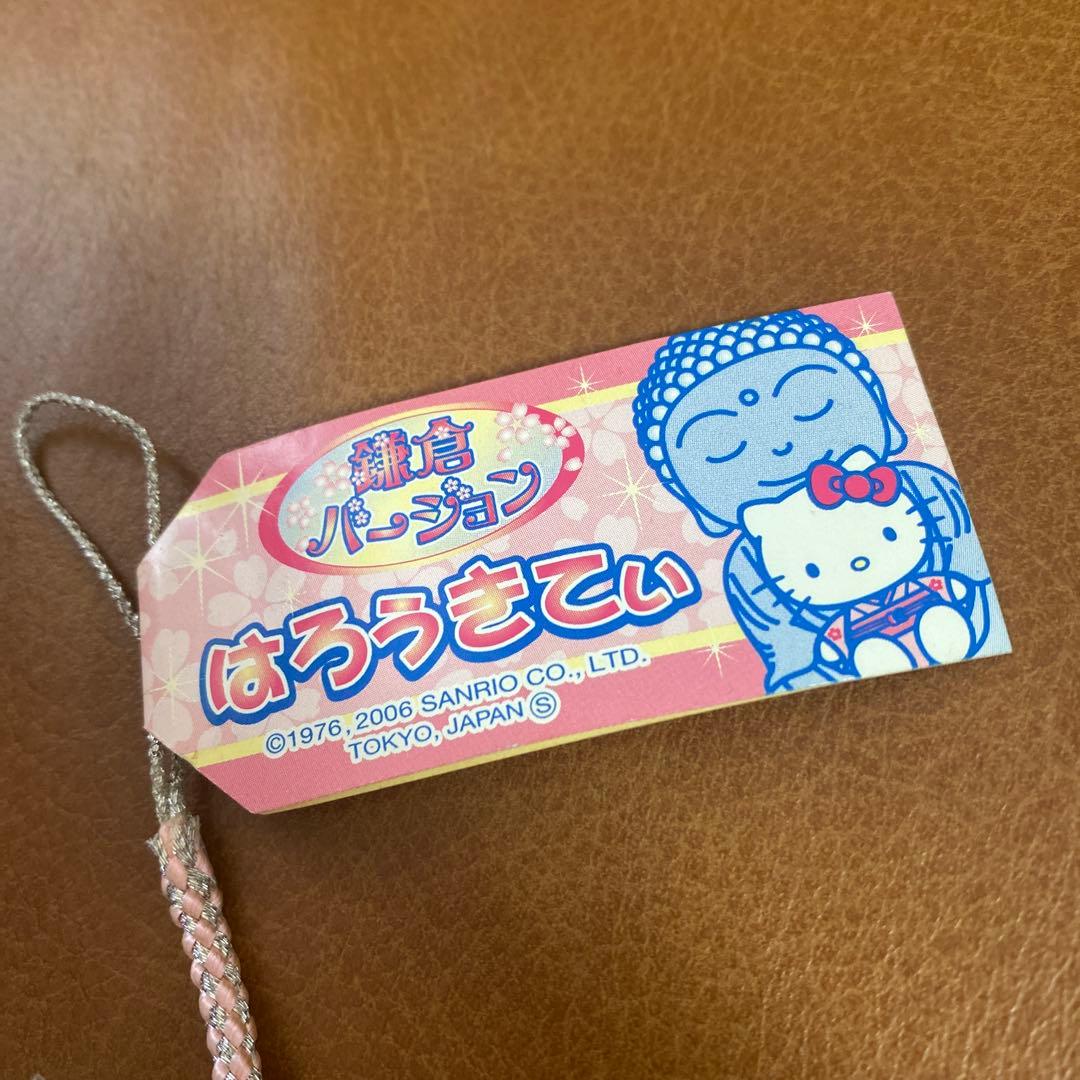 鎌倉
バージョン
はろうきてぃ
©1976, 2006 SANRIO CO., LTD.
TOKYO, JAPAN Ⓢ